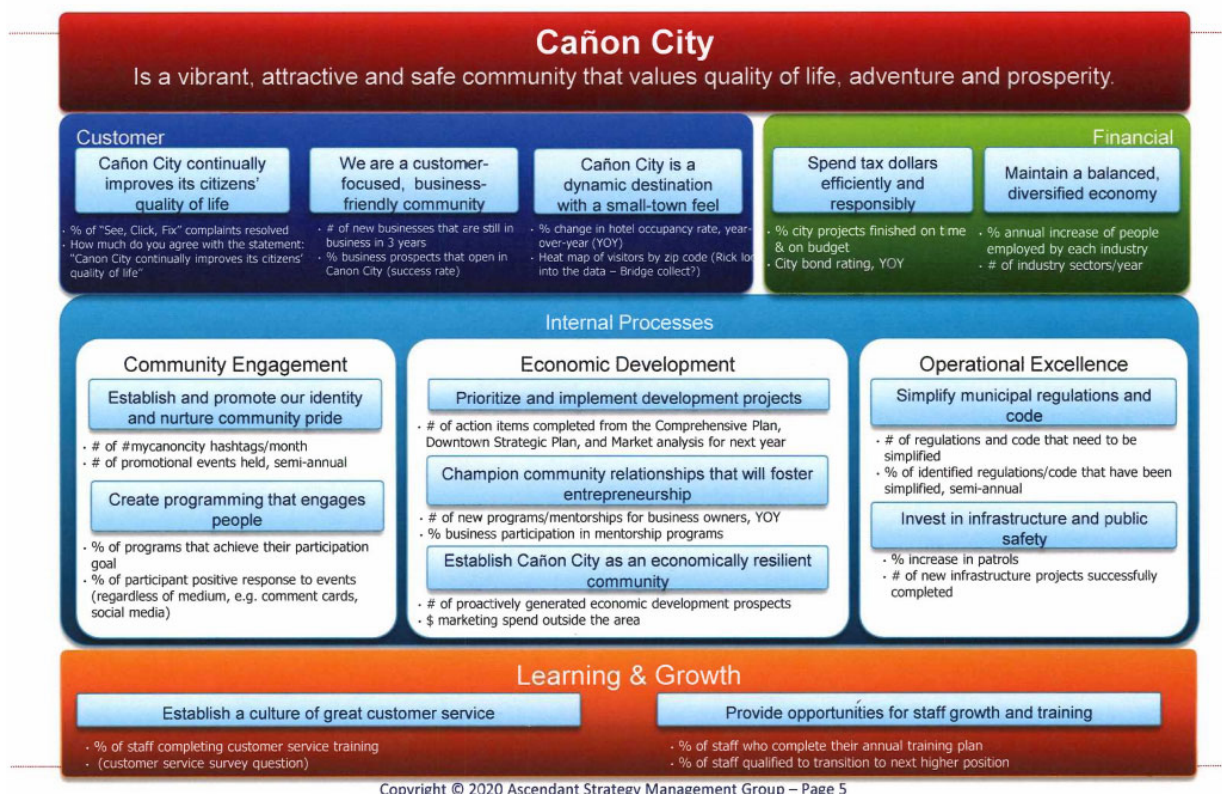 Cañon City
Is a vibrant, attractive and safe community that values quality of life, adventure and prosperity.
Customer
Cañon City continually
improves its citizens'
quality of life
· % of "See, Click, Fix" complaints resolved
· How much do you agree with the statement:
"Canon City continually improves its citizens'
quality of life"
We are a customer-
focused, business-
friendly community
· # of new businesses that are still in
business in 3 years
· % business prospects that open in
Canon City (success rate)
Cañon City is a
dynamic destination
with a small-town feel
· % change in hotel occupancy rate, year-
over-year (YOY)
· Heat map of visitors by zip code (Rick
into the data – Bridge collect?)
Financial
Spend tax dollars
efficiently and
responsibly
· % city projects finished on time
& on budget
· City bond rating, YOY
Maintain a balanced,
diversified economy
· % annual increase of people
employed by each industry
· # of industry sectors/year
Internal Processes
Community Engagement
Establish and promote our identity
and nurture community pride
· # of #mycanoncity hashtags/month
· # of promotional events held, semi-annual
Create programming that engages
people
· % of programs that achieve their participation
goal
· % of participant positive response to events
(regardless of medium, e.g. comment cards,
social media)
Economic Development
Prioritize and implement development projects
· # of action items completed from the Comprehensive Plan,
Downtown Strategic Plan, and Market analysis for next year
Champion community relationships that will foster
entrepreneurship
· # of new programs/mentorships for business owners, YOY
· % business participation in mentorship programs
Establish Cañon City as an economically resilient
community
· # of proactively generated economic development prospects
· $ marketing spend outside the area
Operational Excellence
Simplify municipal regulations and
code
· # of regulations and code that need to be
simplified
· % of identified regulations/code that have been
simplified, semi-annual
Invest in infrastructure and public
safety
· % increase in patrols
· # of new infrastructure projects successfully
completed
Learning & Growth
Establish a culture of great customer service
· % of staff completing customer service training
· (customer service survey question)
Provide opportunities for staff growth and training
· % of staff who complete their annual training plan
· % of staff qualified to transition to next higher position
Copyright © 2020 Ascendant Strategy Management Group – Page 5